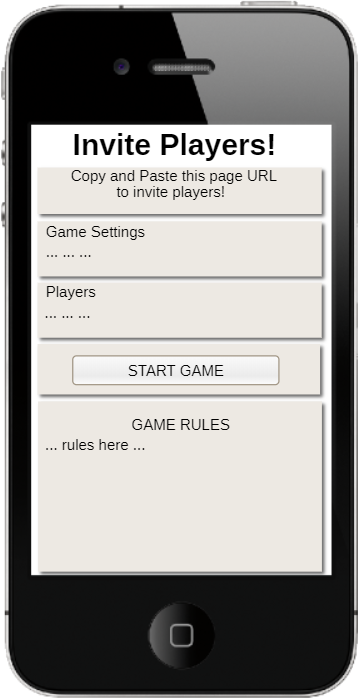 Invite Players!
Copy and Paste this page URL
to invite players!
Game Settings
... ... ...
Players
... ... ...
START GAME
GAME RULES
... rules here ...